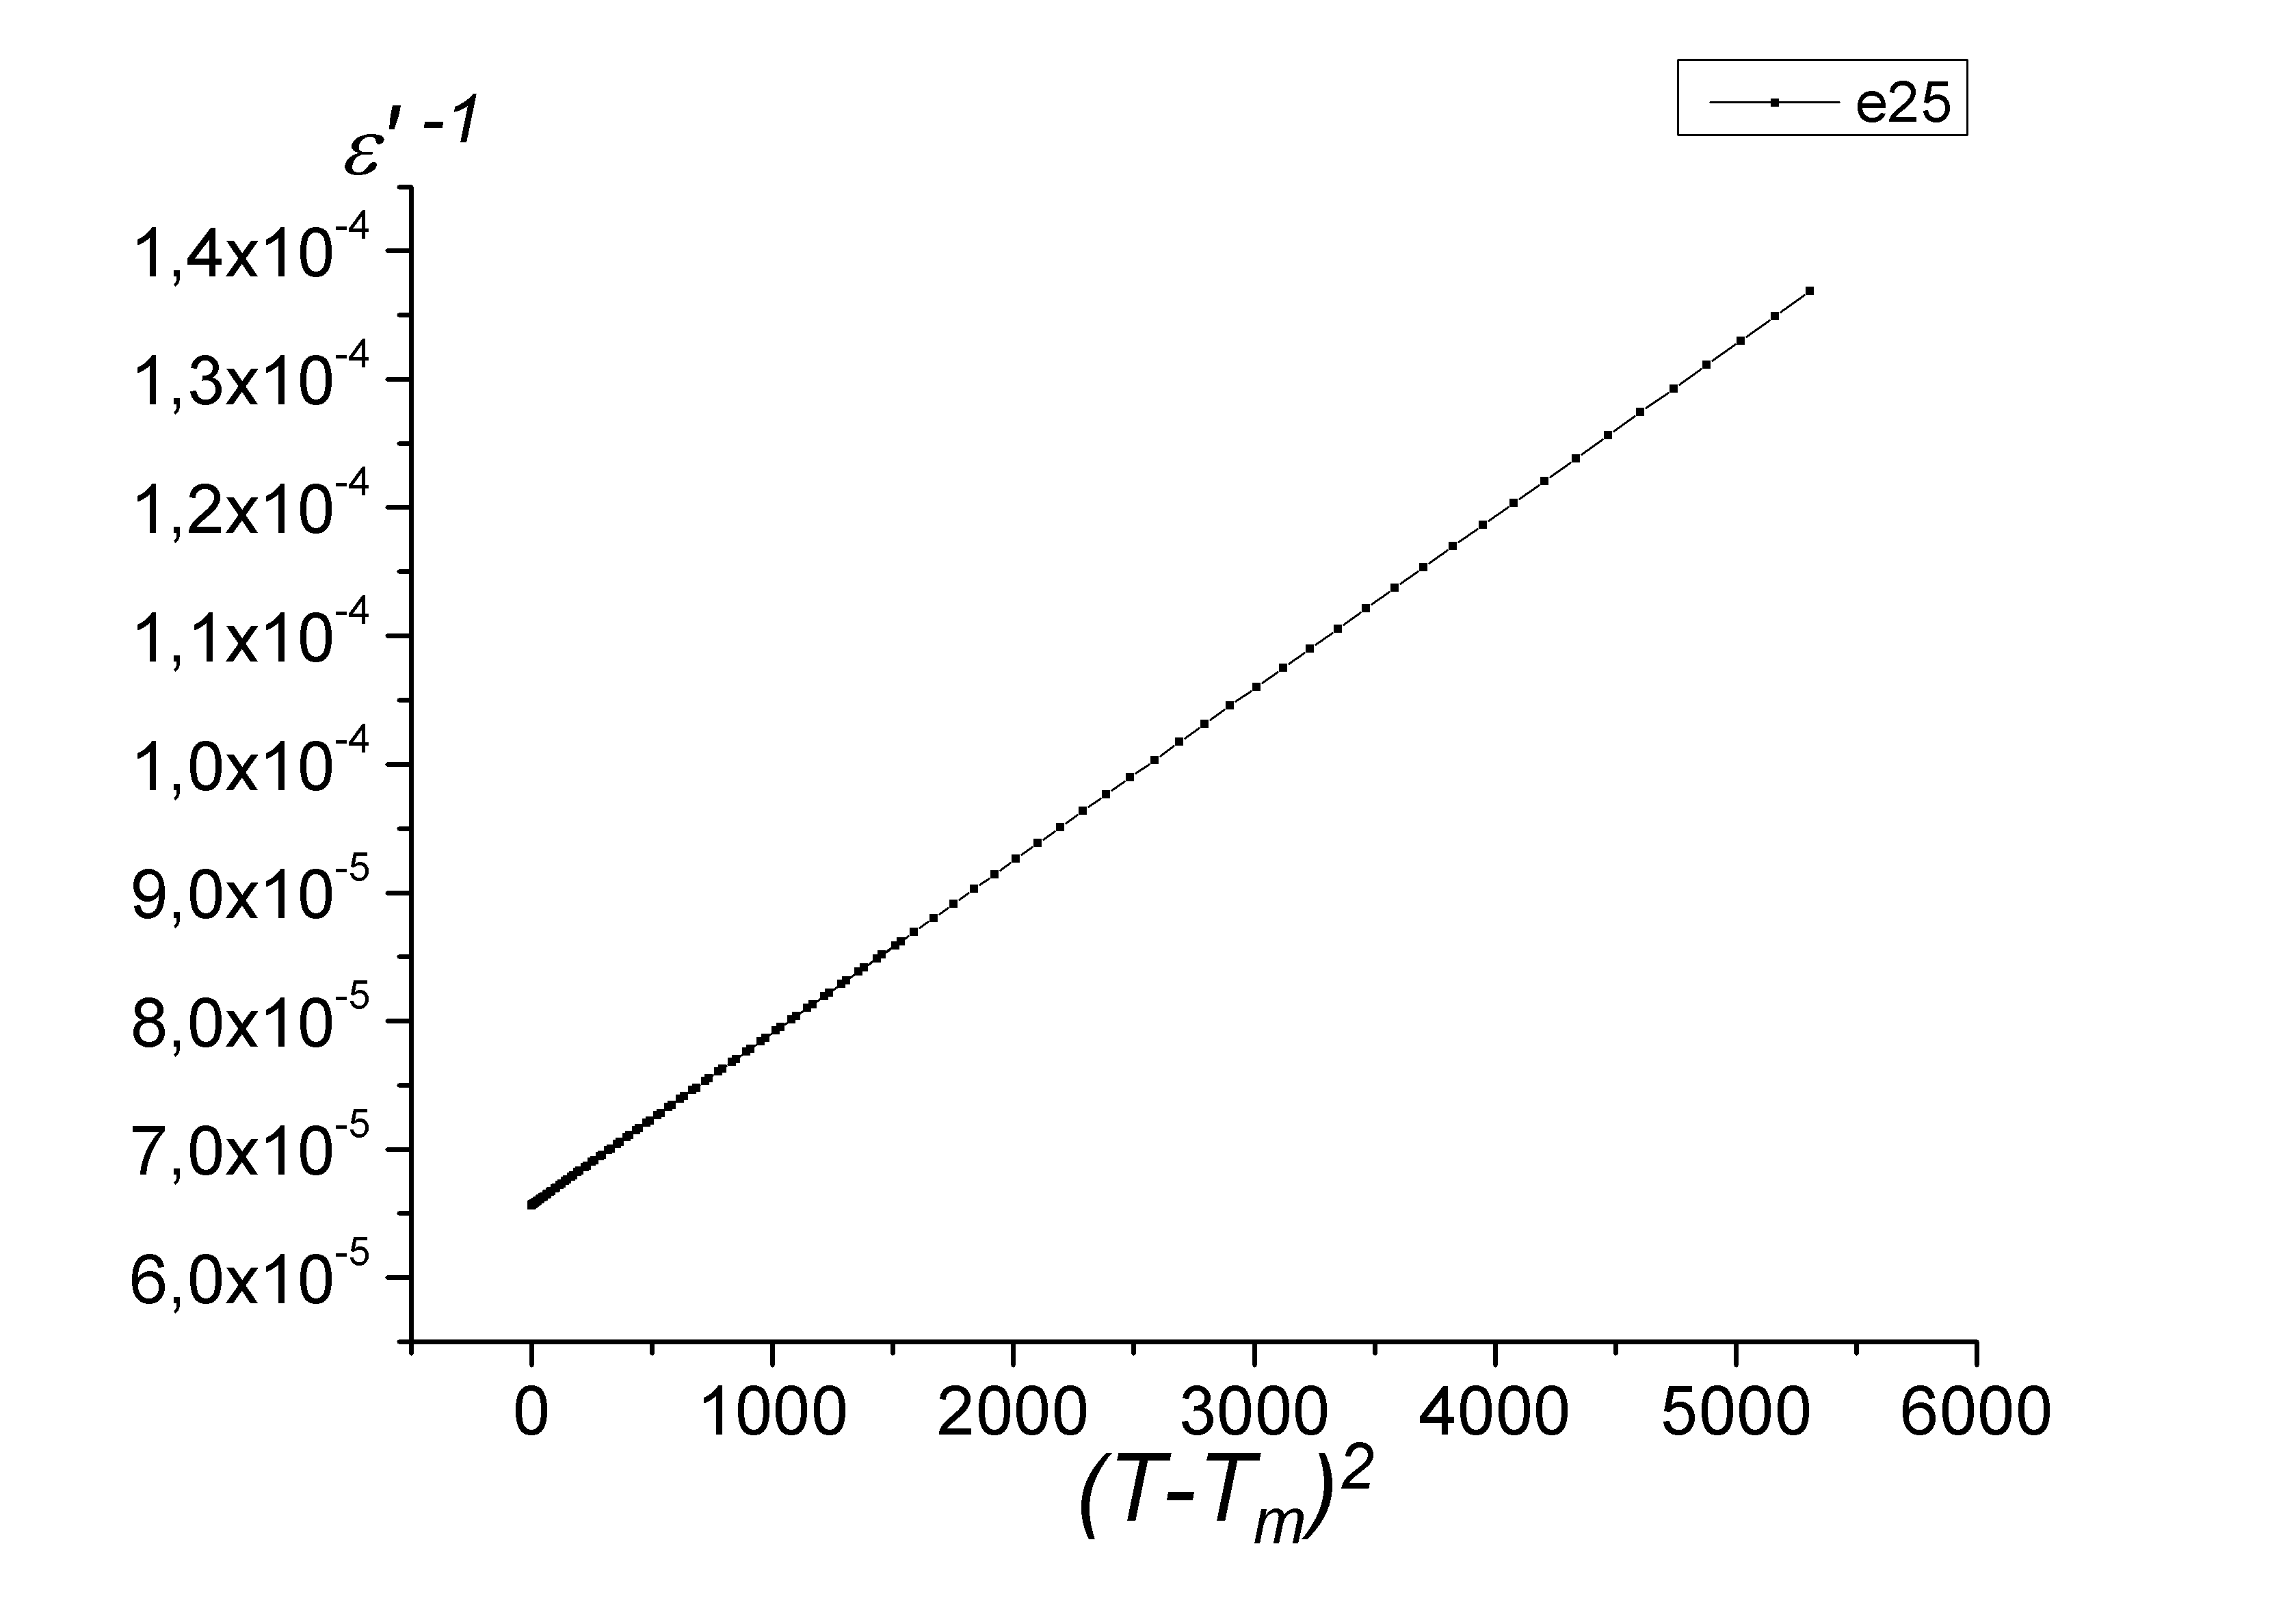 e25
ε'⁻¹
1,4x10⁻⁴
1,3x10⁻⁴
1,2x10⁻⁴
1,1x10⁻⁴
1,0x10⁻⁴
9,0x10⁻⁵
8,0x10⁻⁵
7,0x10⁻⁵
6,0x10⁻⁵
0 1000 2000 3000 4000 5000 6000
(T-Tₘ)²